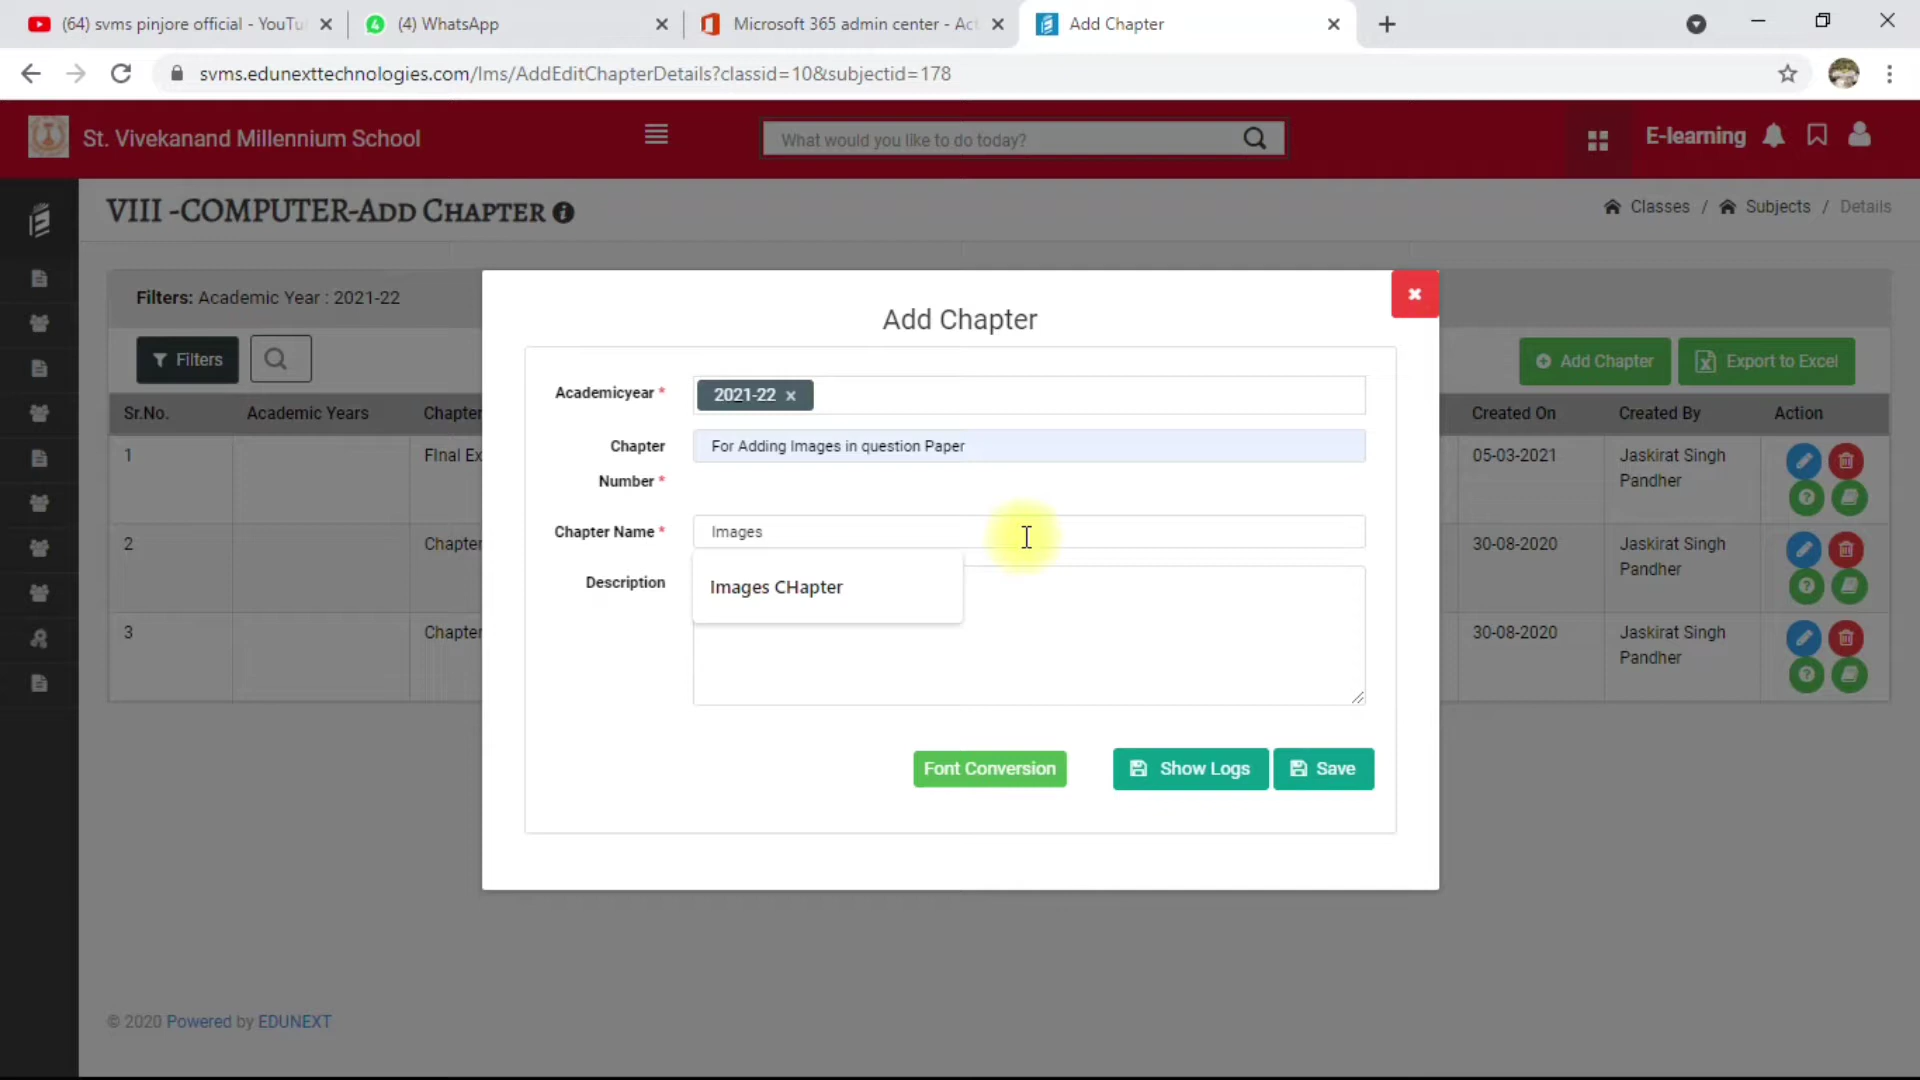 (64) svms pinjore official - YouTu
(4) WhatsApp
Microsoft 365 admin center - Act
Add Chapter
svms.edunexttechnologies.com/lms/AddEditChapterDetails?classid=10&subjectid=178
St. Vivekanand Millennium School
What would you like to do today?
E-learning
VIII -COMPUTER-ADD CHAPTER
Classes / Subjects / Details
Filters: Academic Year : 2021-22
Filters
Add Chapter
Export to Excel
Sr.No. Academic Years Chapter Created On Created By Action
1 FInal Ex 05-03-2021 Jaskirat Singh
Pandher
2 Chapter 30-08-2020 Jaskirat Singh
Pandher
3 Chapter 30-08-2020 Jaskirat Singh
Pandher
Add Chapter
Academicyear * 2021-22 ×
Chapter For Adding Images in question Paper
Number *
Chapter Name * Images
Images CHapter
Description
Font Conversion Show Logs Save
© 2020 Powered by EDUNEXT